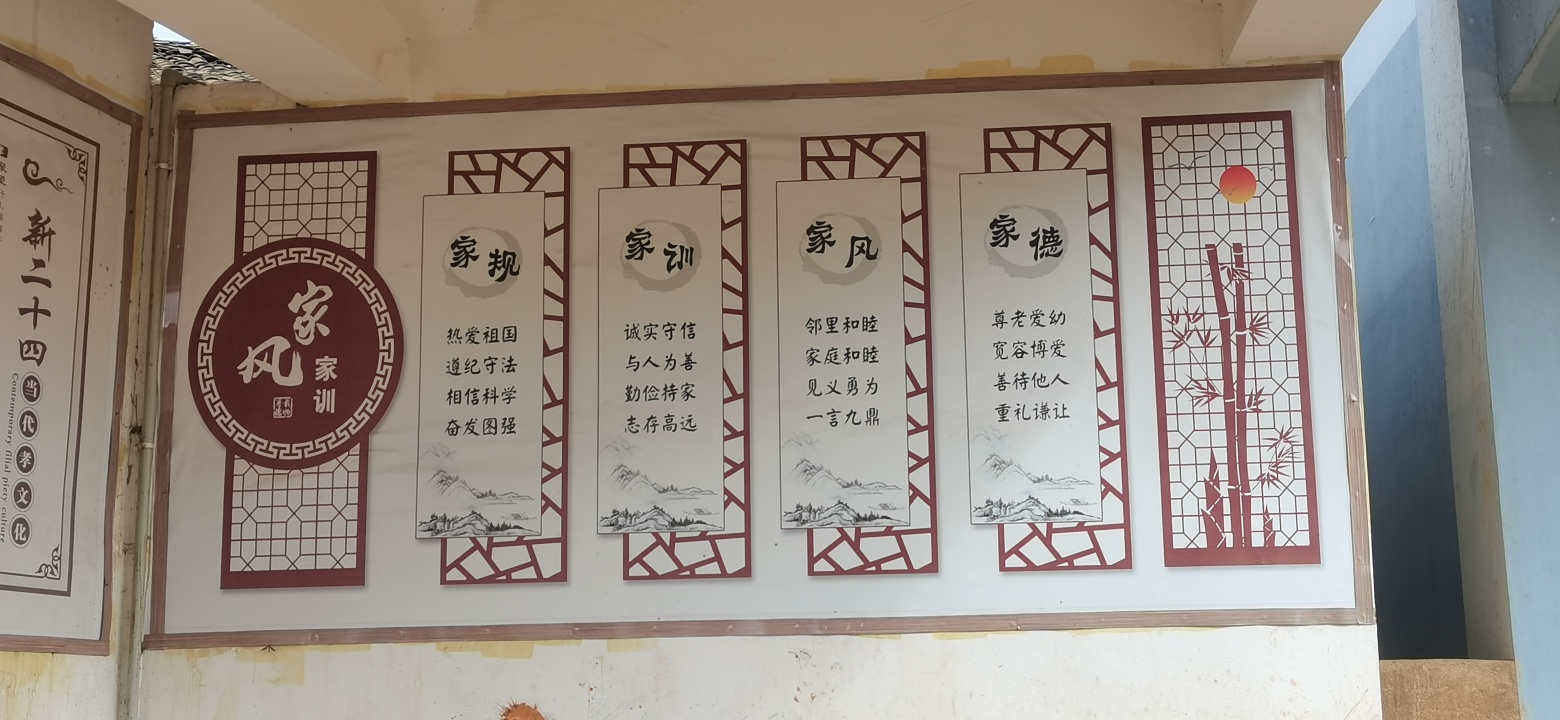 新二十四
当代孝文化
Contemporary filial piety culture
家风
家训
家规
热爱祖国
遵纪守法
相信科学
奋发图强
家训
诚实守信
与人为善
勤俭持家
志存高远
家风
邻里和睦
家庭和睦
见义勇为
一言九鼎
家德
尊老爱幼
宽容博爱
善待他人
重礼谦让